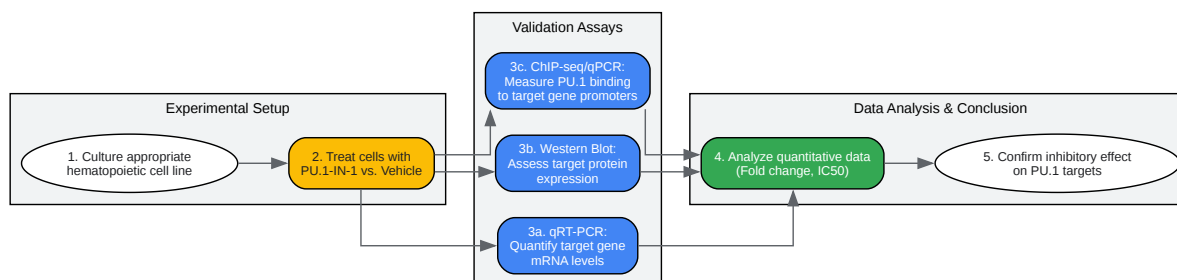 Experimental Setup
1. Culture appropriate
hematopoietic cell line
2. Treat cells with
PU.1-IN-1 vs. Vehicle
Validation Assays
3c. ChIP-seq/qPCR:
Measure PU.1 binding
to target gene promoters
3b. Western Blot:
Assess target protein
expression
3a. qRT-PCR:
Quantify target gene
mRNA levels
Data Analysis & Conclusion
4. Analyze quantitative data
(Fold change, IC50)
5. Confirm inhibitory effect
on PU.1 targets